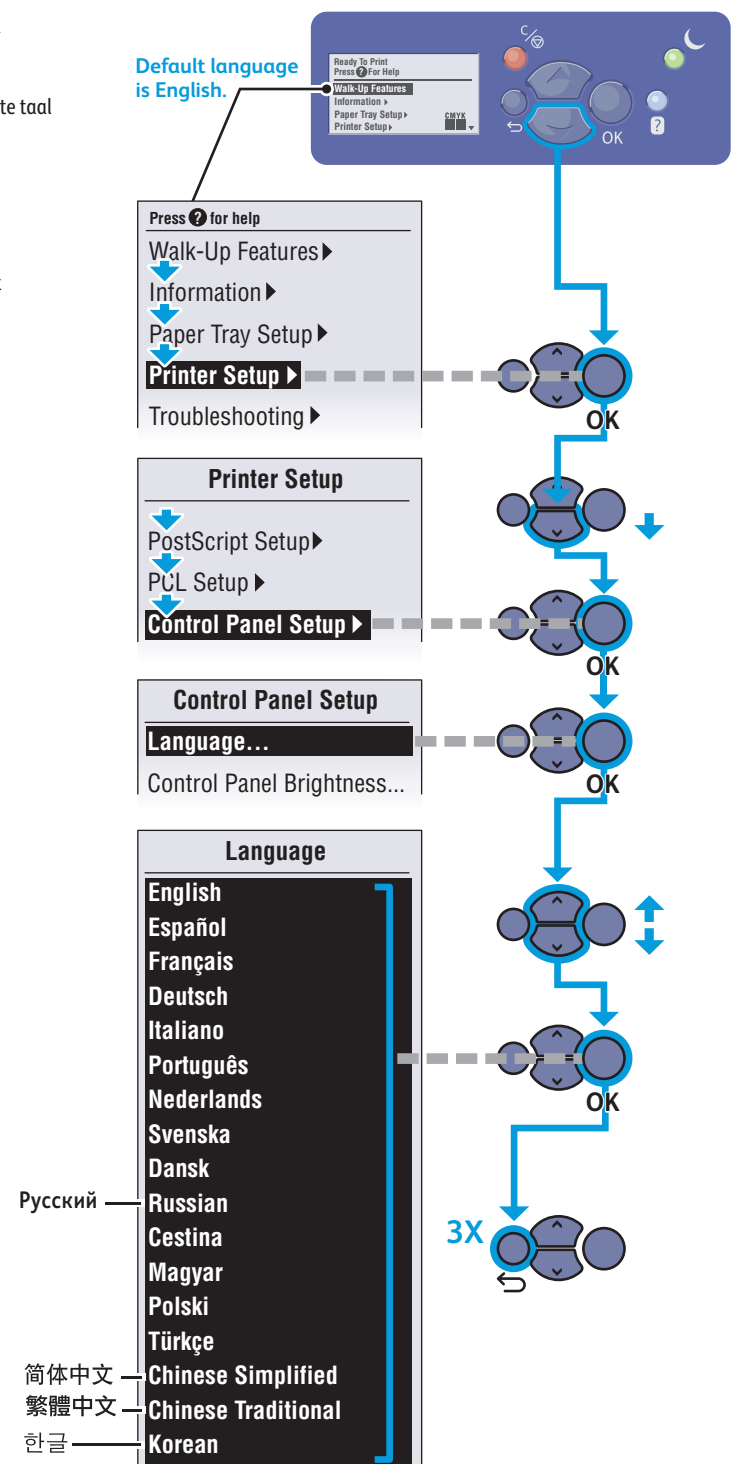 te taal
Default language
is English.
Ready To Print
Press ? For Help
Walk-Up Features
Information
Paper Tray Setup
CMYK
Printer Setup
C/
OK
?
Press ? for help
Walk-Up Features
Information
Paper Tray Setup
Printer Setup
Troubleshooting
OK
Printer Setup
PostScript Setup
PCL Setup
Control Panel Setup
OK
Control Panel Setup
Language...
Control Panel Brightness...
OK
Language
English
Español
Français
Deutsch
Italiano
Português
Nederlands
OK
Svenska
Dansk
Русский
Russian
3X
Cestina
Magyar
Polski
Türkçe
简体中文
Chinese Simplified
繁體中文
Chinese Traditional
한글
Korean